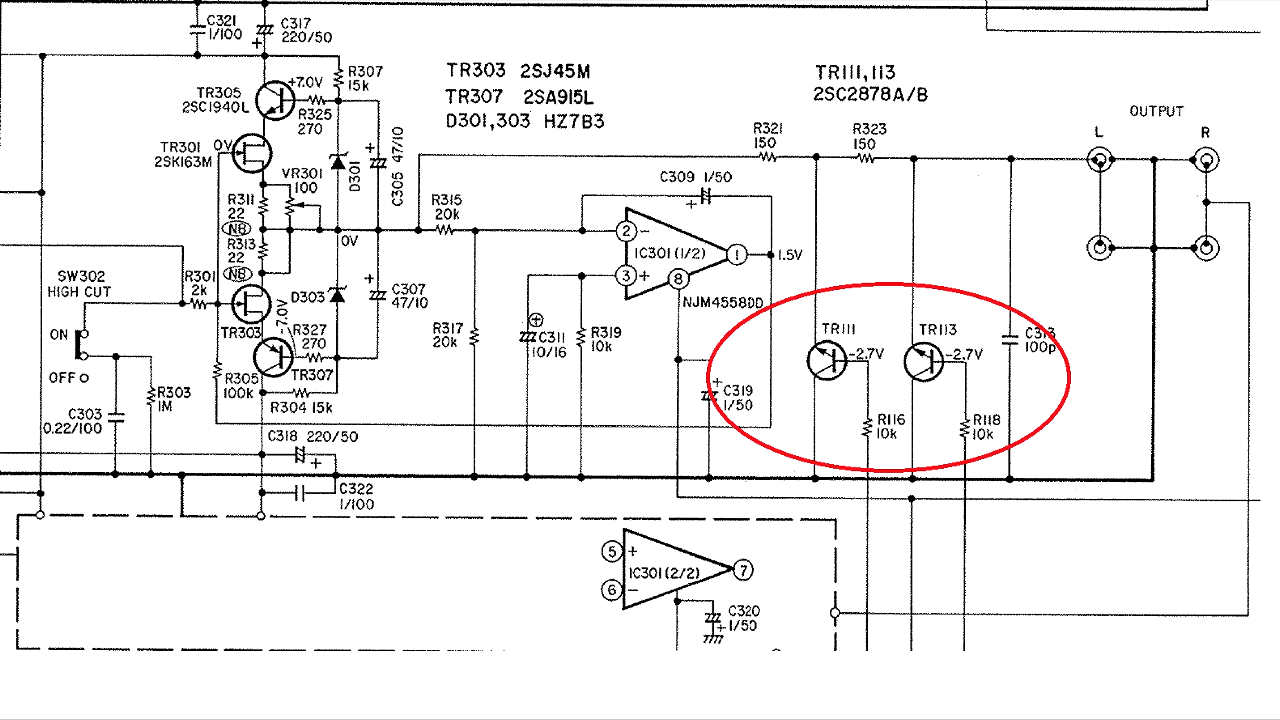 C321
1/100
C317
220/50
+
TR305
2SC1940L
+7.0V
R307
15k
R325
270
TR303 2SJ45M
TR307 2SA915L
D301,303 HZ7B3
TR111,113
2SC2878A/B
OUTPUT
L
R
R321
150
R323
150
TR301
2SK163M
0V
VR301
100
D301
+
C305 47/10
C309 1/50
+
R311
22
NB
R313
22
NB
0V
R315
20k
2
-
IC301(1/2)
1
1.5V
3
+
8
NJM4558DD
SW302
HIGH CUT
R301
2k
ON
OFF
TR303
D303
-7.0V
R327
270
TR307
+
C307
47/10
R317
20k
+
C311
10/16
R319
10k
TR111
-2.7V
TR113
-2.7V
C313
100p
R305
100k
R304 15k
R303
1M
C303
0.22/100
+
C319
1/50
R116
10k
R118
10k
C318 220/50
+
C322
1/100
5
+
IC301(2/2)
7
6
-
C320
+
1/50